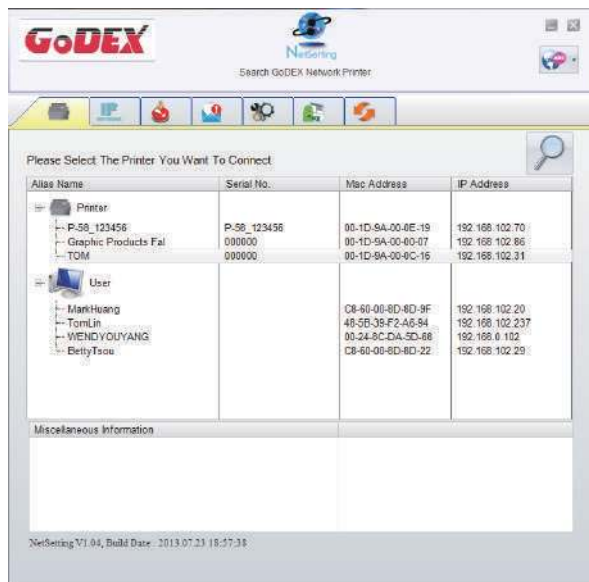 GODEX
NetSetting
Search GoDEX Network Printer
IP
Please Select The Printer You Want To Connect
Alias Name Serial No. Mac Address IP Address
Printer
P-58_123456 P-58_123456 00-1D-9A-00-0E-19 192.168.102.70
Graphic Products Fal 000000 00-1D-9A-00-00-07 192.168.102.86
TOM 000000 00-1D-9A-00-0C-16 192.168.102.31
User
MarkHuang C8-60-00-8D-8D-9F 192.168.102.20
TomLin 48-5B-39-F2-A6-94 192.168.102.237
WENDYOUYANG 00-24-8C-DA-5D-68 192.168.0.102
BettyTsou C8-60-00-8D-8D-22 192.168.102.29
Miscellaneous Information
NetSetting V1.04, Build Date : 2013.07.23 18:57:38